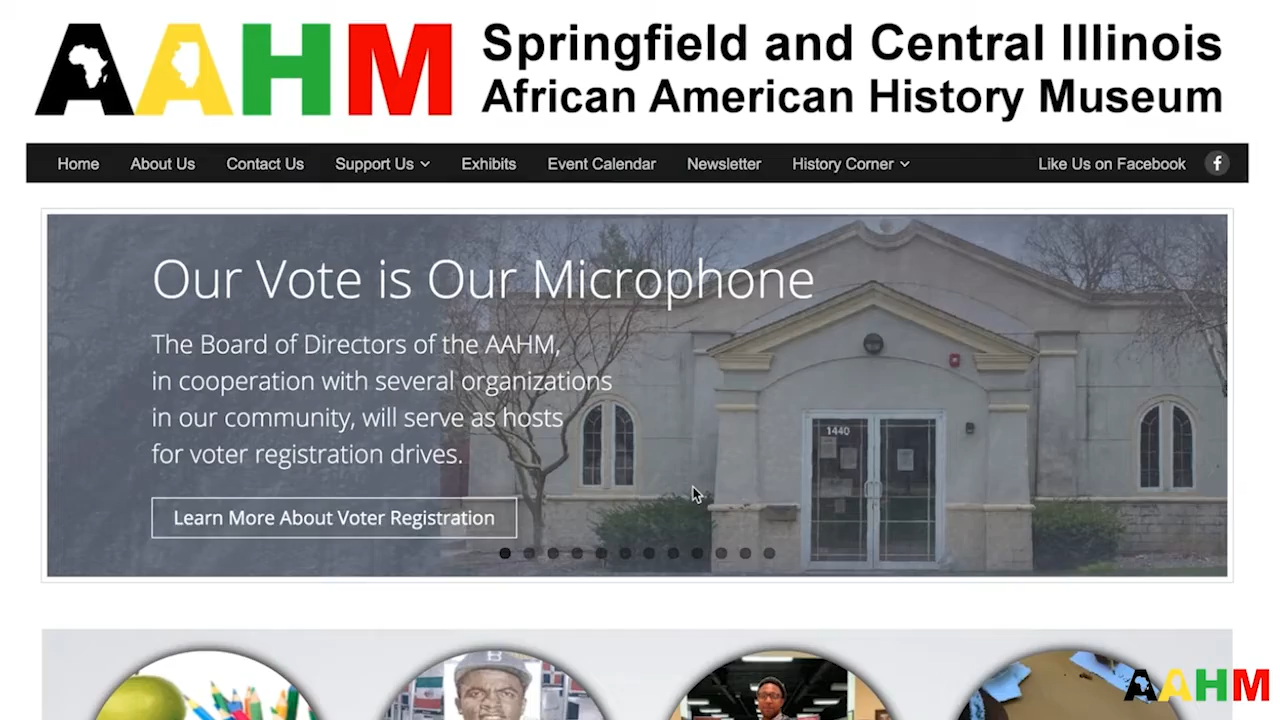 AAHM
Springfield and Central Illinois
African American History Museum
Home About Us Contact Us Support Us Exhibits Event Calendar Newsletter History Corner Like Us on Facebook f
Our Vote is Our Microphone
The Board of Directors of the AAHM,
in cooperation with several organizations
in our community, will serve as hosts
for voter registration drives.
Learn More About Voter Registration
1440
B
AAHM